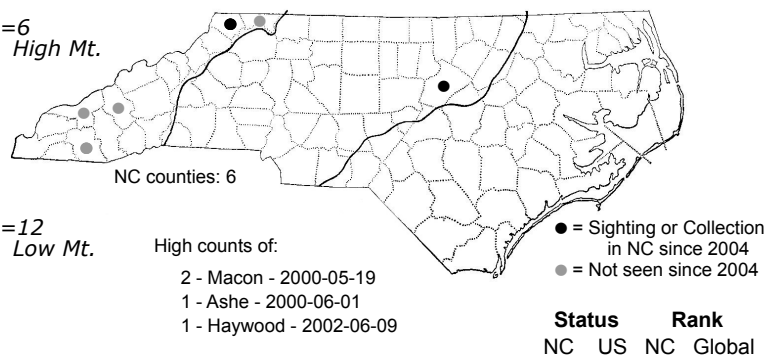 =6
High Mt.
NC counties: 6
=12
Low Mt.
High counts of:
2 - Macon - 2000-05-19
1 - Ashe - 2000-06-01
1 - Haywood - 2002-06-09
● = Sighting or Collection
in NC since 2004
● = Not seen since 2004
Status Rank
NC US NC Global